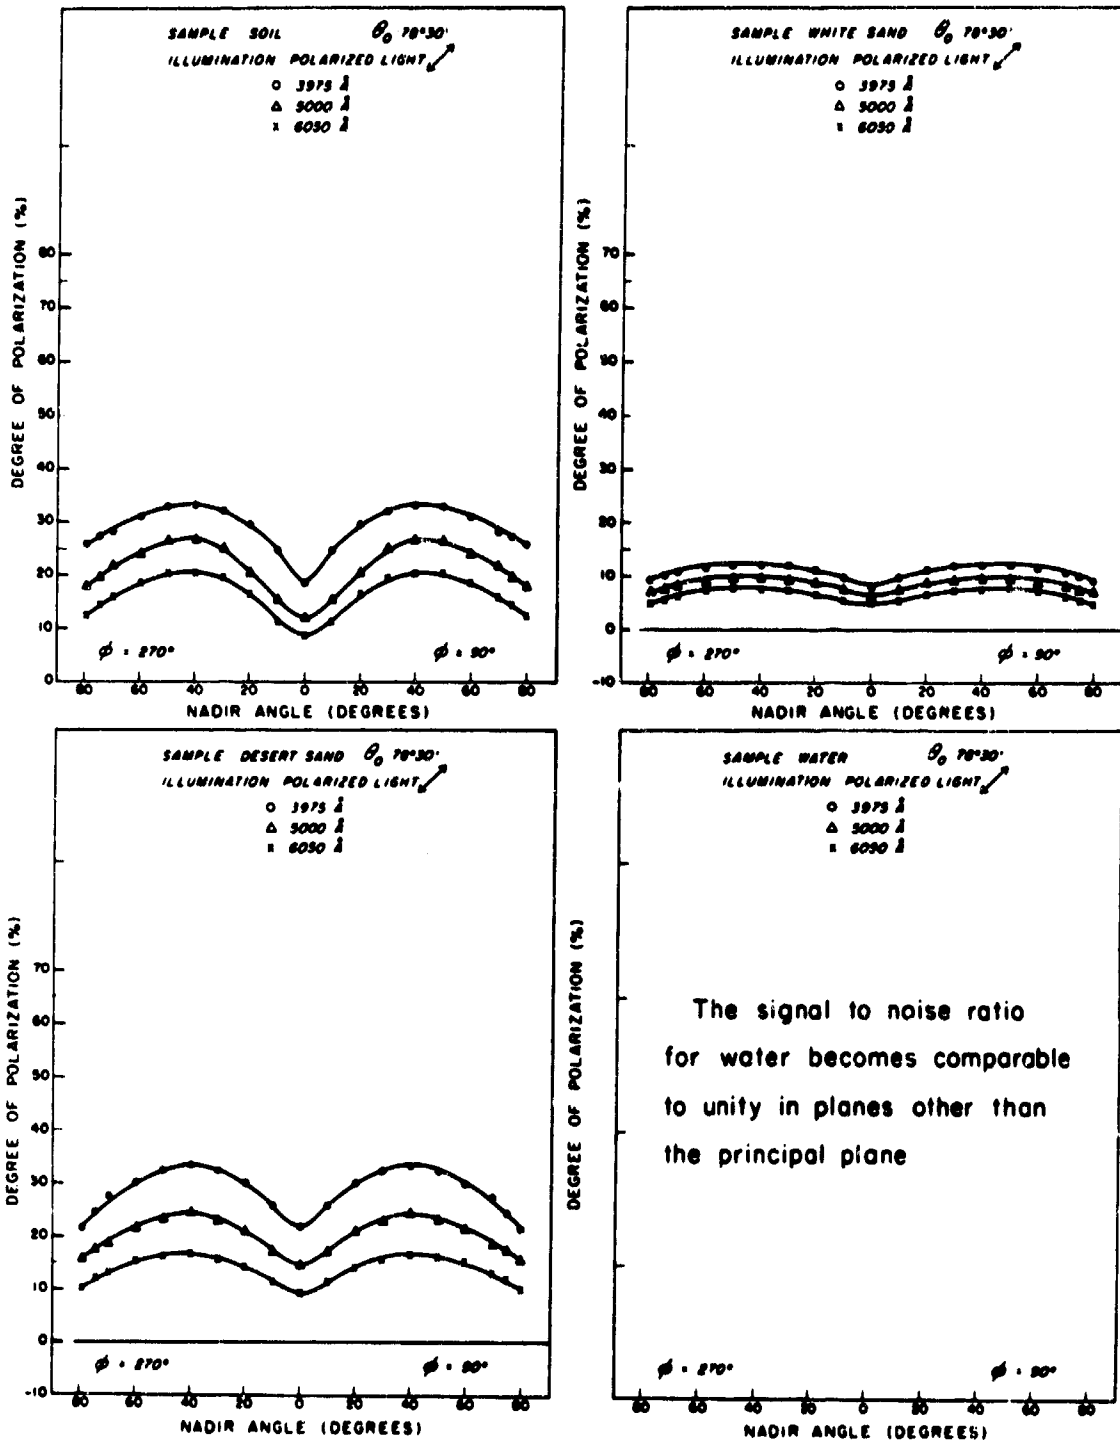 SAMPLE SOIL θ₀ 78°30'
ILLUMINATION POLARIZED LIGHT
○ 3975 Å
△ 5000 Å
× 6050 Å
DEGREE OF POLARIZATION (%)
80
70
60
50
40
30
20
10
0
ϕ = 270°
ϕ = 90°
80 60 40 20 0 20 40 60 80
NADIR ANGLE (DEGREES)
SAMPLE WHITE SAND θ₀ 78°30'
ILLUMINATION POLARIZED LIGHT
○ 3975 Å
△ 5000 Å
× 6050 Å
DEGREE OF POLARIZATION (%)
70
60
50
40
30
20
10
0
-10
ϕ = 270°
ϕ = 90°
80 60 40 20 0 20 40 60 80
NADIR ANGLE (DEGREES)
SAMPLE DESERT SAND θ₀ 78°30'
ILLUMINATION POLARIZED LIGHT
○ 3975 Å
△ 5000 Å
× 6050 Å
DEGREE OF POLARIZATION (%)
70
60
50
40
30
20
10
0
-10
ϕ = 270°
ϕ = 90°
80 60 40 20 0 20 40 60 80
NADIR ANGLE (DEGREES)
SAMPLE WATER θ₀ 78°30'
ILLUMINATION POLARIZED LIGHT
○ 3975 Å
△ 5000 Å
× 6050 Å
DEGREE OF POLARIZATION (%)
The signal to noise ratio
for water becomes comparable
to unity in planes other than
the principal plane
ϕ = 270°
ϕ = 90°
80 60 40 20 0 20 40 60 80
NADIR ANGLE (DEGREES)